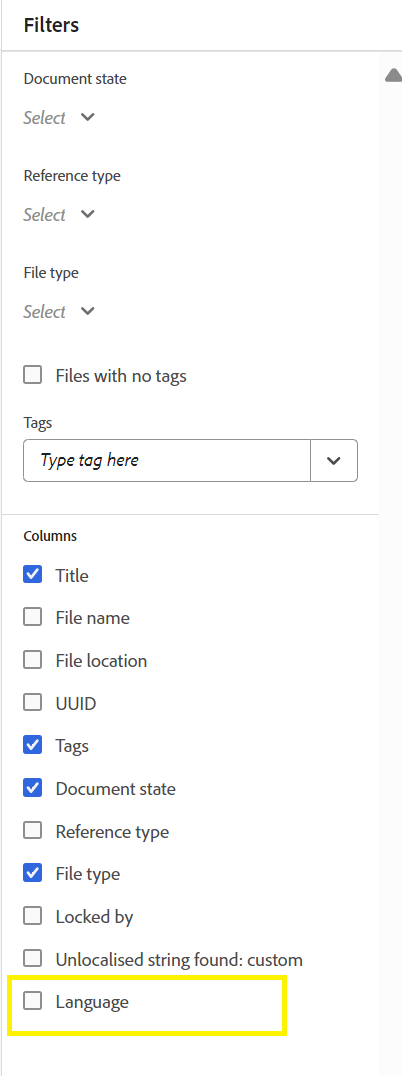 Filters
Document state
Select
Reference type
Select
File type
Select
Files with no tags
Tags
Type tag here
Columns
Title
File name
File location
UUID
Tags
Document state
Reference type
File type
Locked by
Unlocalised string found: custom
Language